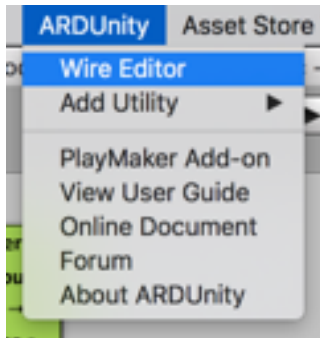 ARDUnity Asset Store
Wire Editor
Add Utility
PlayMaker Add-on
View User Guide
Online Document
Forum
About ARDUnity